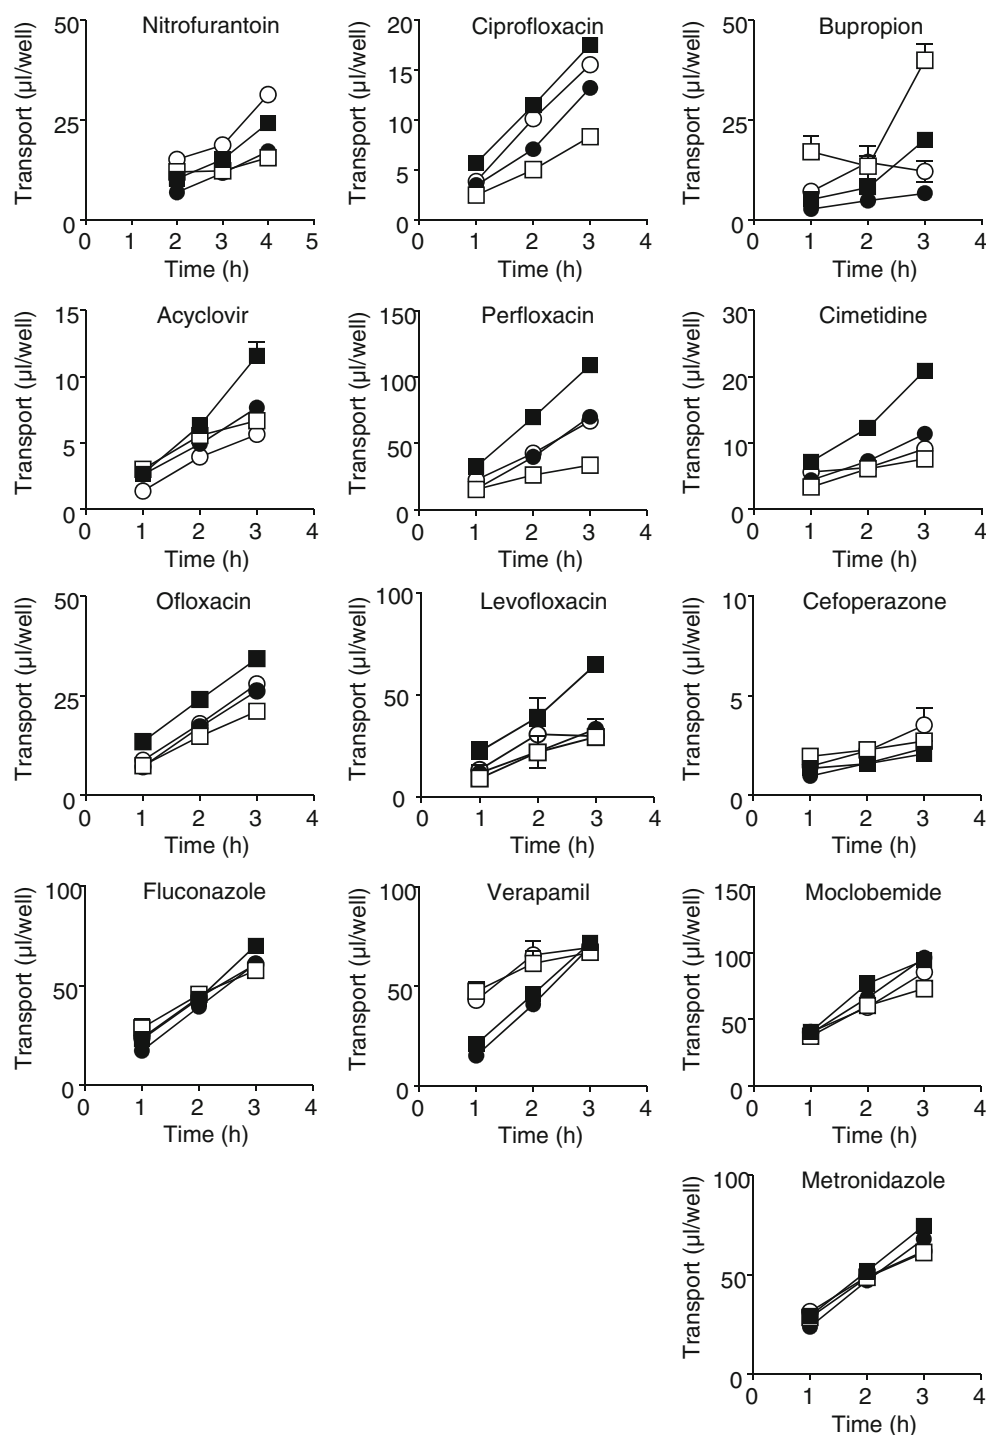 Nitrofurantoin
Transport (µl/well)
50
25
0
0 1 2 3 4 5
Time (h)
Ciprofloxacin
Transport (µl/well)
20
15
10
5
0
0 1 2 3 4
Time (h)
Bupropion
Transport (µl/well)
50
25
0
0 1 2 3 4
Time (h)
Acyclovir
Transport (µl/well)
15
10
5
0
0 1 2 3 4
Time (h)
Perfloxacin
Transport (µl/well)
150
100
50
0
0 1 2 3 4
Time (h)
Cimetidine
Transport (µl/well)
30
20
10
0
0 1 2 3 4
Time (h)
Ofloxacin
Transport (µl/well)
50
25
0
0 1 2 3 4
Time (h)
Levofloxacin
Transport (µl/well)
100
50
0
0 1 2 3 4
Time (h)
Cefoperazone
Transport (µl/well)
10
5
0
0 1 2 3 4
Time (h)
Fluconazole
Transport (µl/well)
100
50
0
0 1 2 3 4
Time (h)
Verapamil
Transport (µl/well)
100
50
0
0 1 2 3 4
Time (h)
Moclobemide
Transport (µl/well)
150
100
50
0
0 1 2 3 4
Time (h)
Metronidazole
Transport (µl/well)
100
50
0
0 1 2 3 4
Time (h)